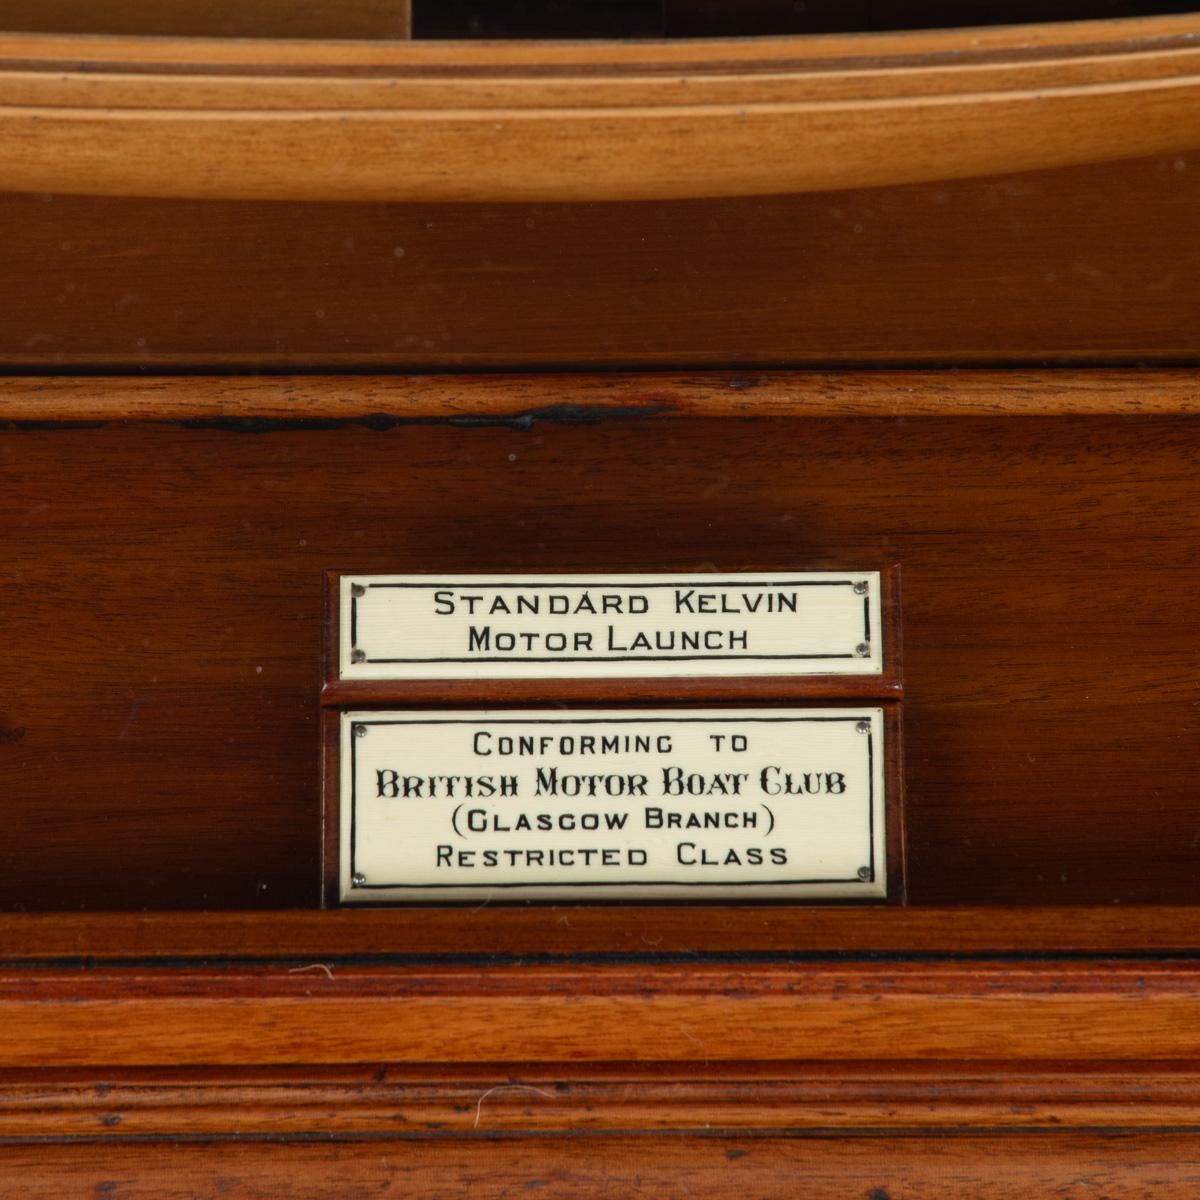 STANDARD KELVIN
MOTOR LAUNCH
CONFORMING TO
BRITISH MOTOR BOAT CLUB
(GLASGOW BRANCH)
RESTRICTED CLASS